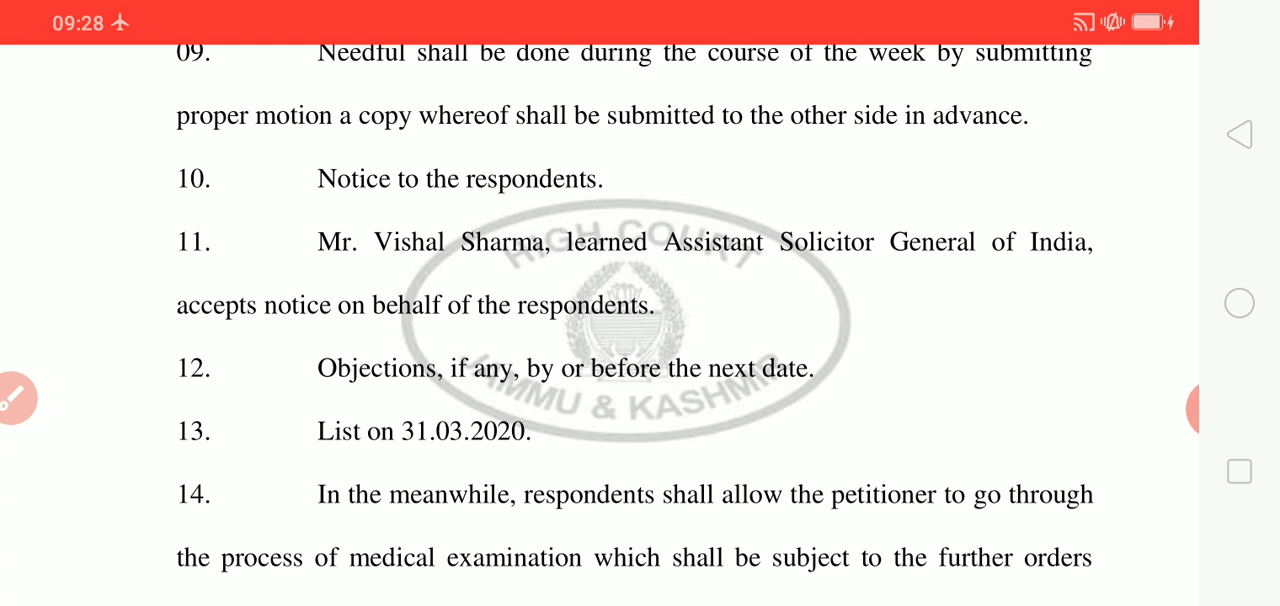 09:28
09. Needful shall be done during the course of the week by submitting
proper motion a copy whereof shall be submitted to the other side in advance.
10. Notice to the respondents.
HIGH COURT
11. Mr. Vishal Sharma, learned Assistant Solicitor General of India,
accepts notice on behalf of the respondents.
12. Objections, if any, by or before the next date.
JAMMU & KASHMIR
13. List on 31.03.2020.
14. In the meanwhile, respondents shall allow the petitioner to go through
the process of medical examination which shall be subject to the further orders